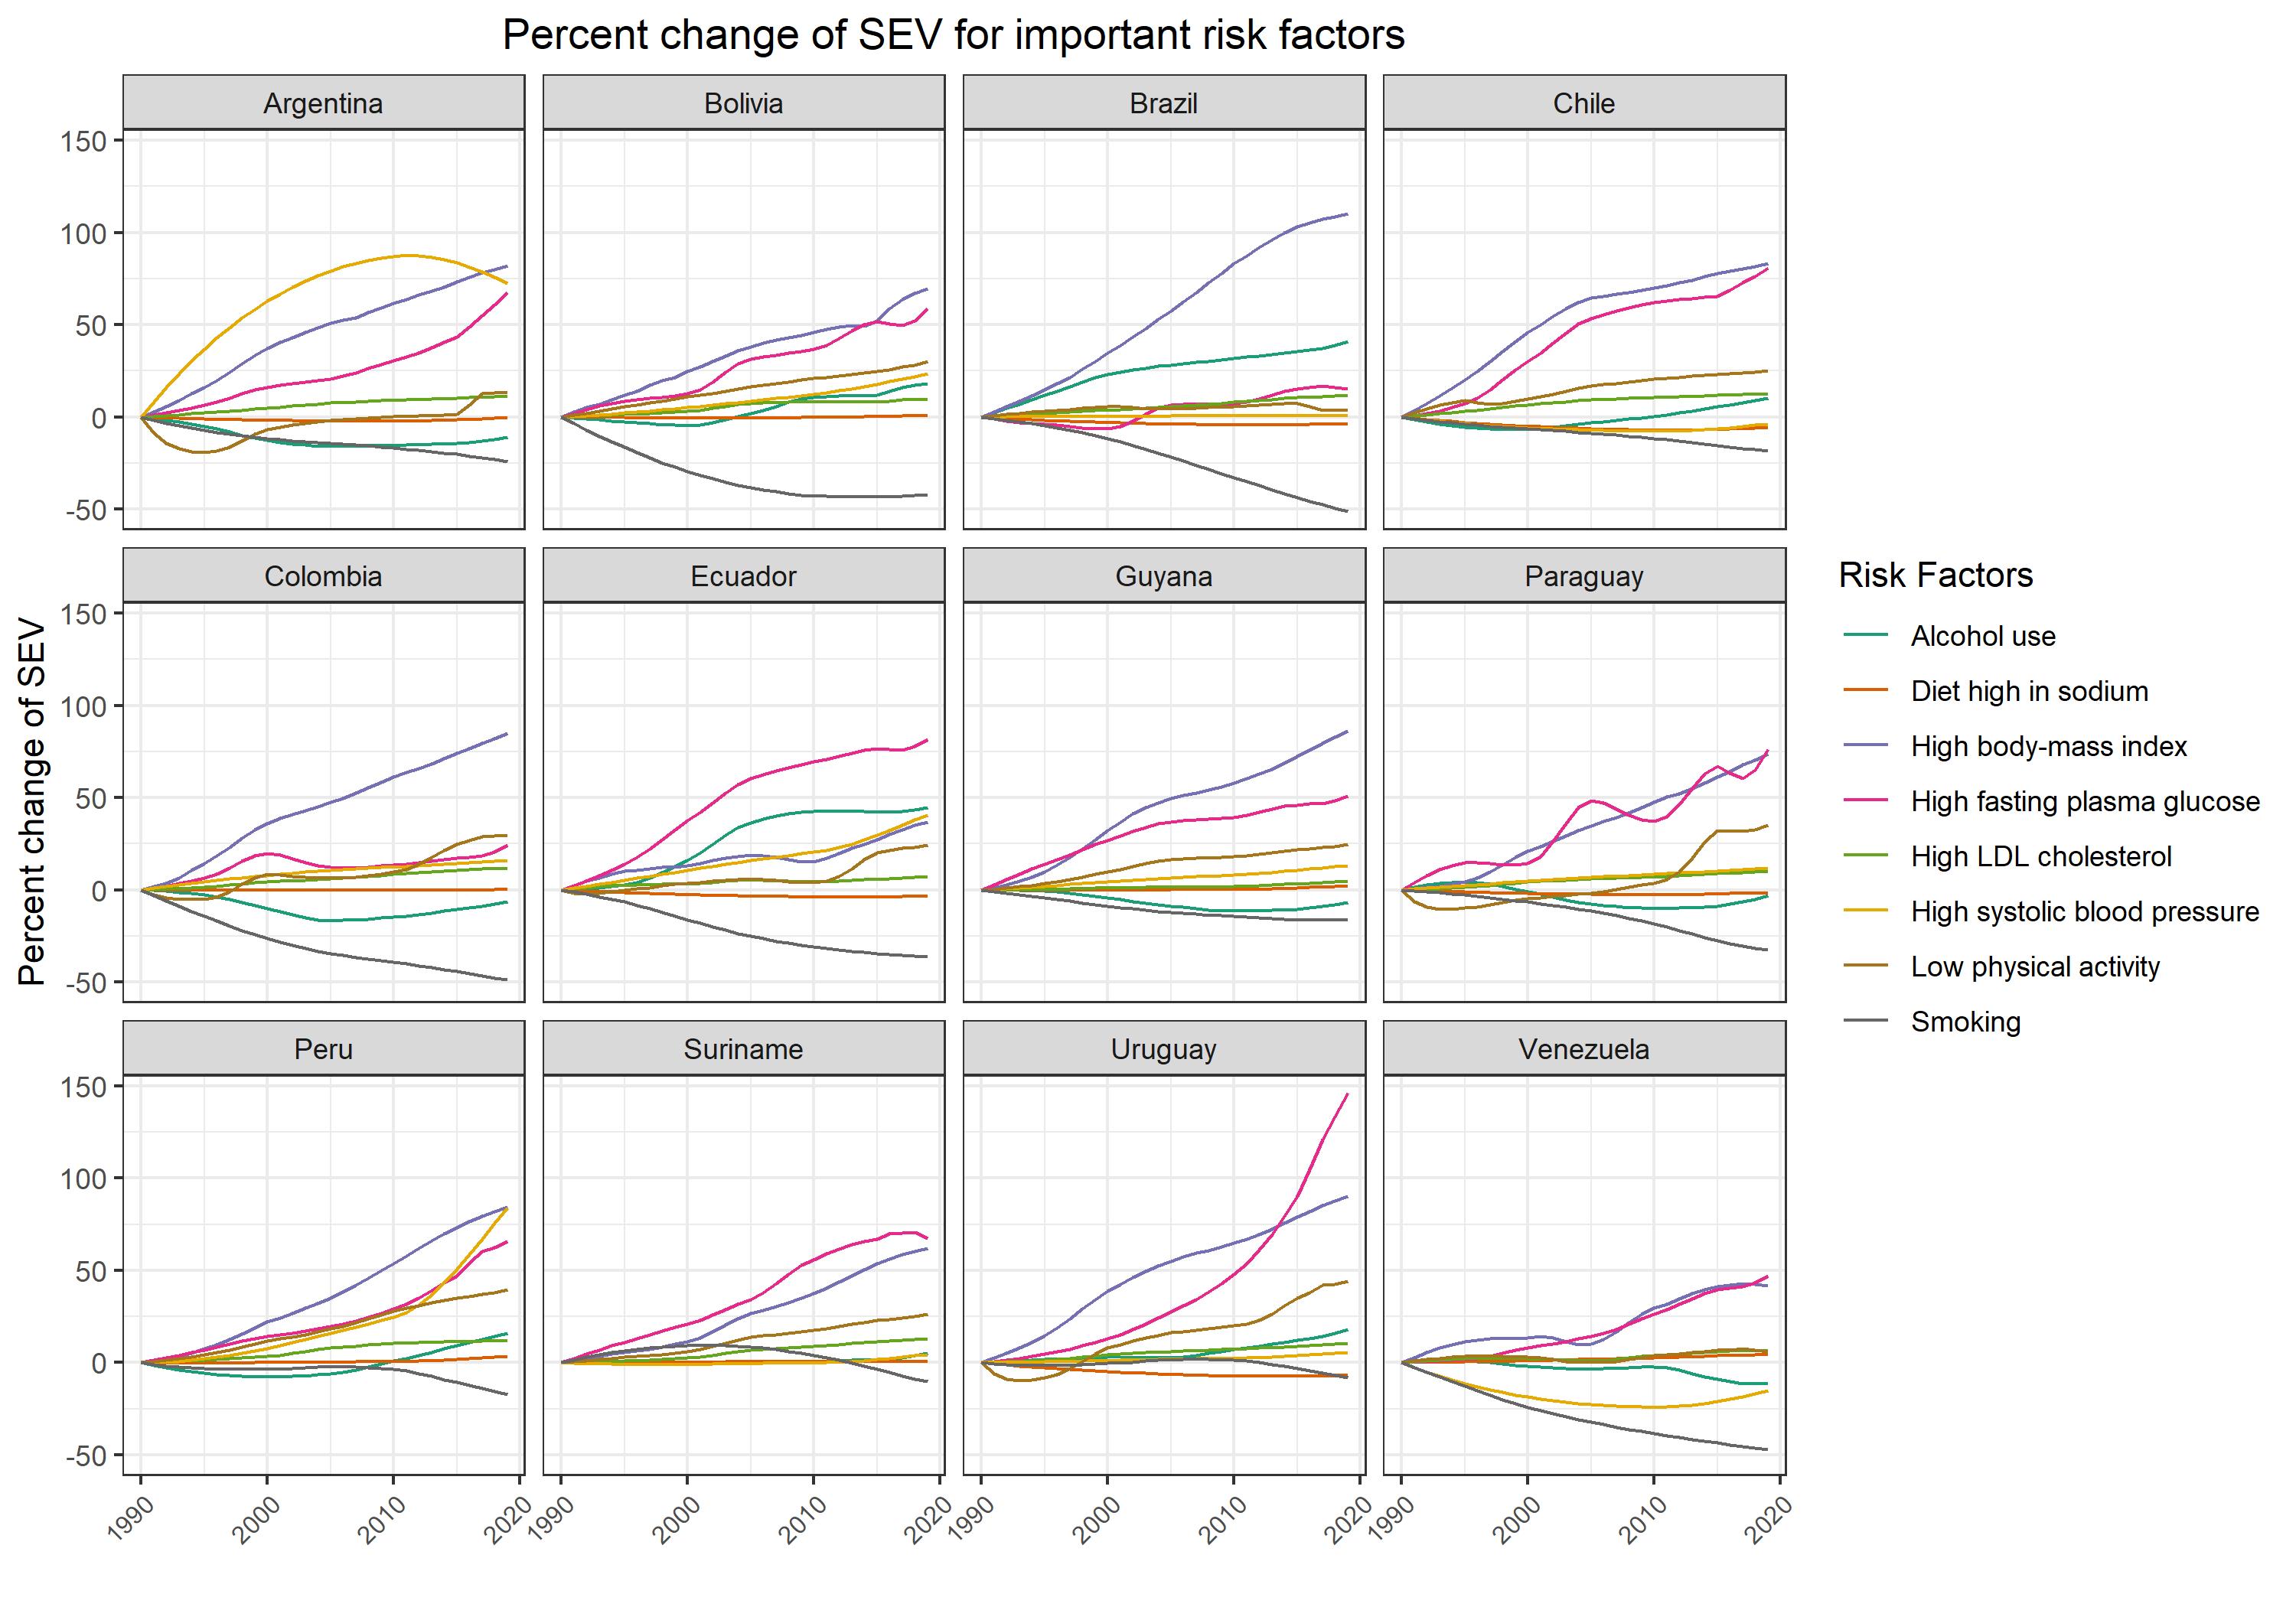 Percent change of SEV for important risk factors
Argentina
Bolivia
Brazil
Chile
150
100
50
0
-50
Colombia
Ecuador
Guyana
Paraguay
150
100
50
0
-50
Peru
Suriname
Uruguay
Venezuela
150
100
50
0
-50
1990
2000
2010
2020
1990
2000
2010
2020
1990
2000
2010
2020
1990
2000
2010
2020
Percent change of SEV
Risk Factors
Alcohol use
Diet high in sodium
High body-mass index
High fasting plasma glucose
High LDL cholesterol
High systolic blood pressure
Low physical activity
Smoking